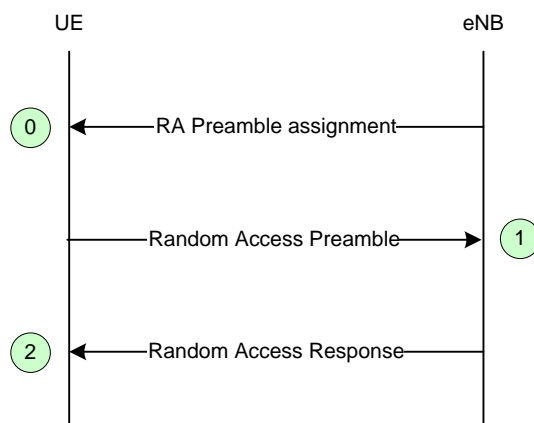 UE
eNB
0
RA Preamble assignment
Random Access Preamble
1
2
Random Access Response